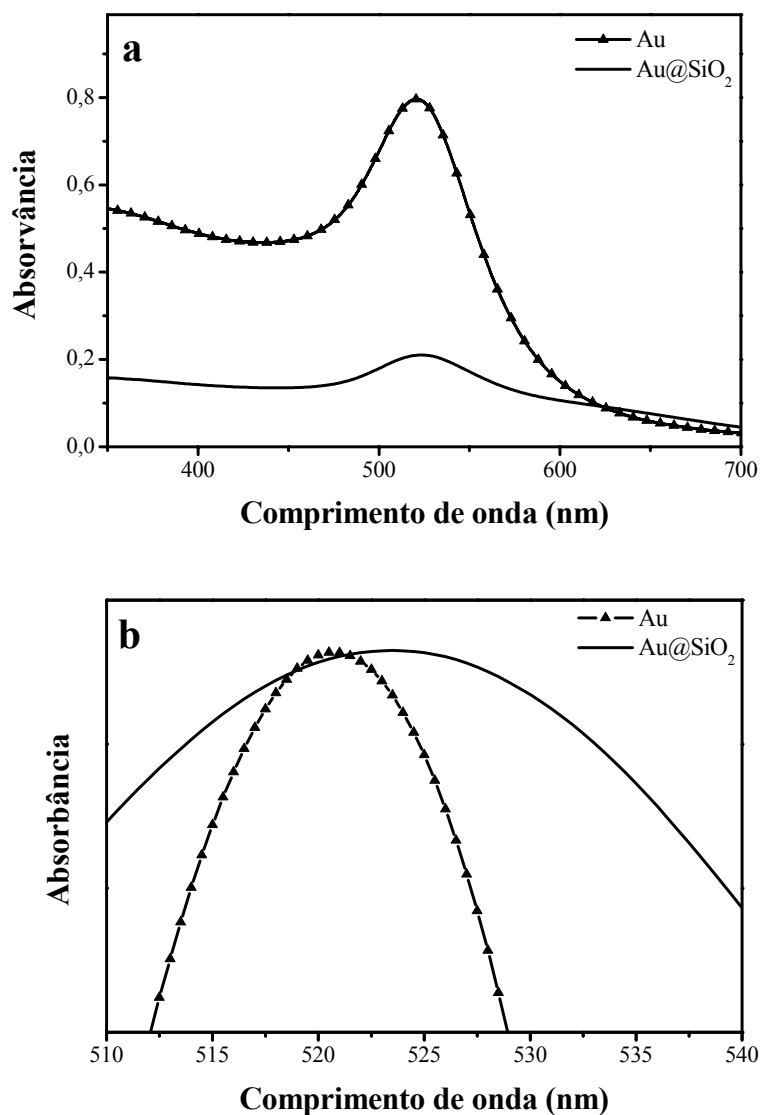 a
Au
Au@SiO₂
0,8
0,6
0,4
0,2
0,0
Absorvância
400
500
600
700
Comprimento de onda (nm)
b
Au
Au@SiO₂
Absorbância
510
515
520
525
530
535
540
Comprimento de onda (nm)